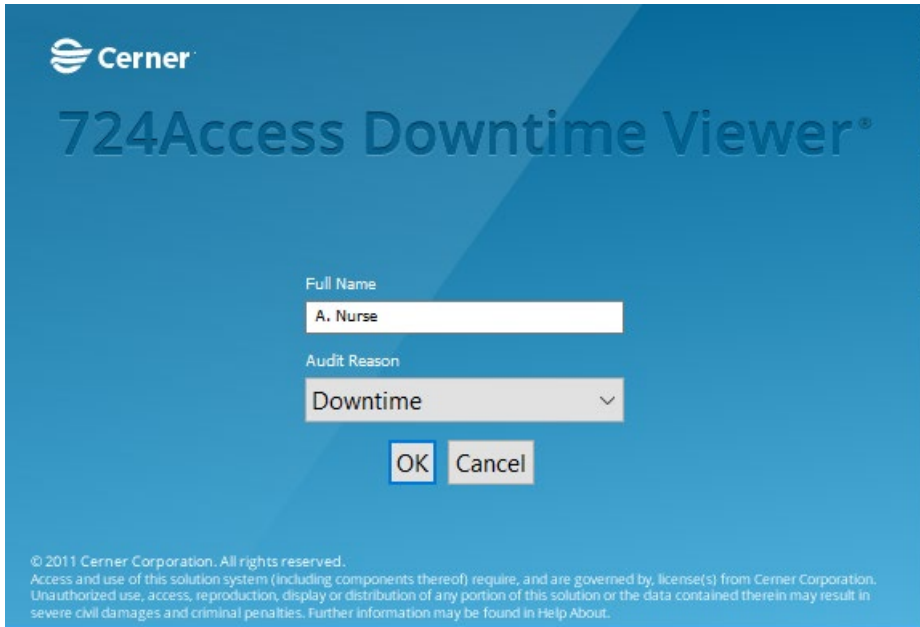 Cerner
724Access Downtime Viewer®
Full Name
A. Nurse
Audit Reason
Downtime
OK Cancel
© 2011 Cerner Corporation. All rights reserved.
Access and use of this solution system (including components thereof) require, and are governed by, license(s) from Cerner Corporation.
Unauthorized use, access, reproduction, display or distribution of any portion of this solution or the data contained therein may result in
severe civil damages and criminal penalties. Further information may be found in Help About.